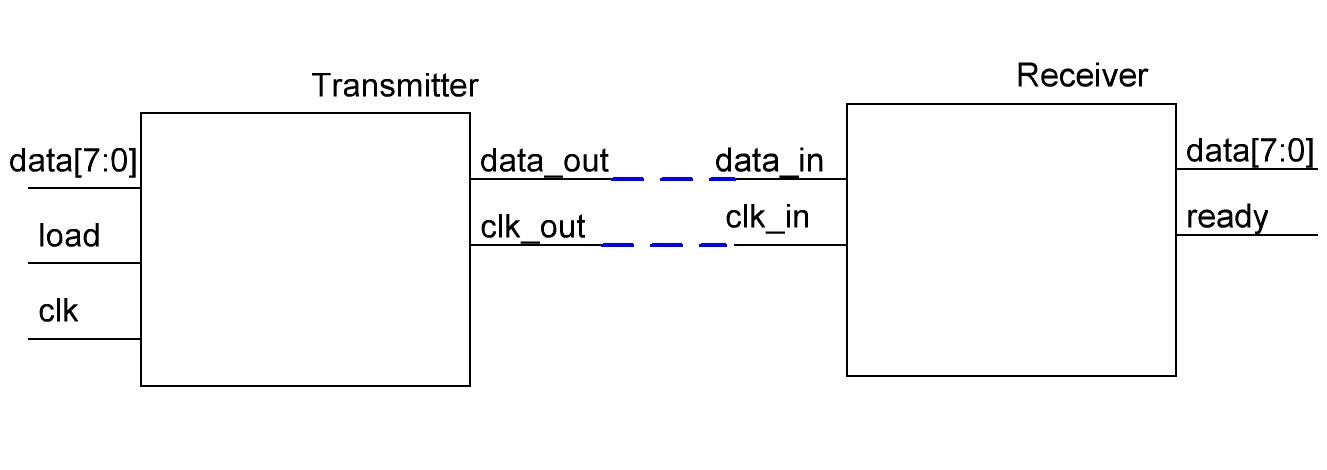 Transmitter
data[7:0]
load
clk
data_out
clk_out
Receiver
data_in
clk_in
data[7:0]
ready